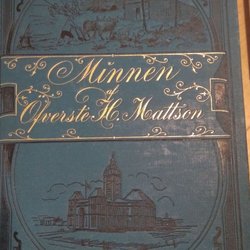 Minnen
af
Öfverste H. Mattson